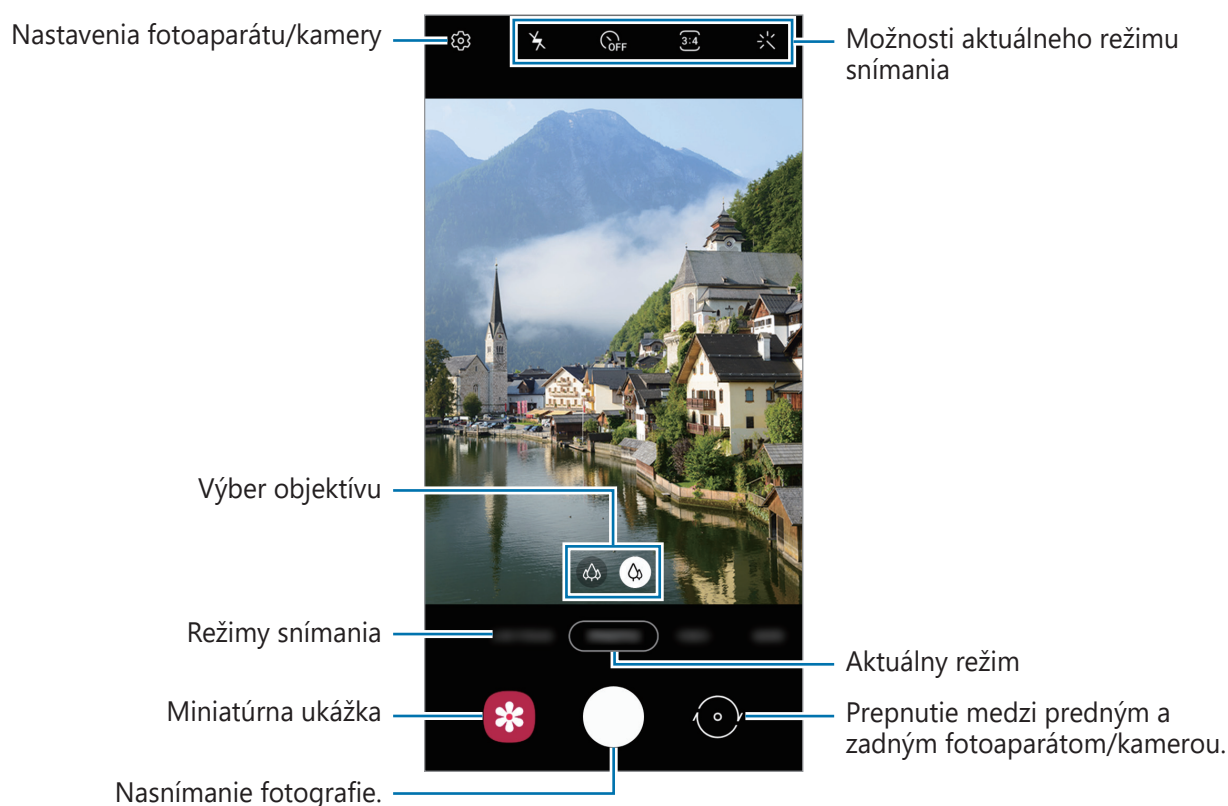 Nastavenia fotoaparátu/kamery
OFF
3:4
Možnosti aktuálneho režimu
snímania
Výber objektívu
Režimy snímania
Aktuálny režim
Miniatúrna ukážka
Prepnutie medzi predným a
zadným fotoaparátom/kamerou.
Nasnímanie fotografie.